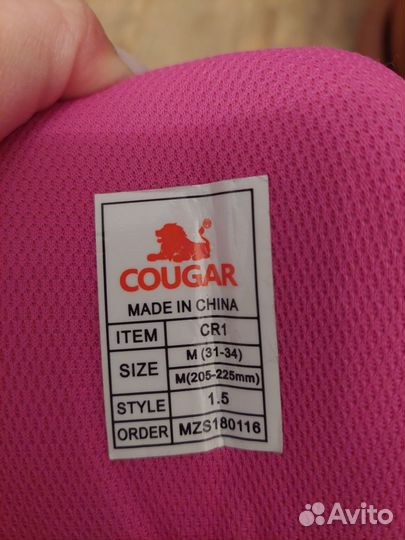 COUGAR
MADE IN CHINA
ITEM CR1
SIZE M (31-34)
M(205-225mm)
STYLE 1.5
ORDER MZS180116
Avito